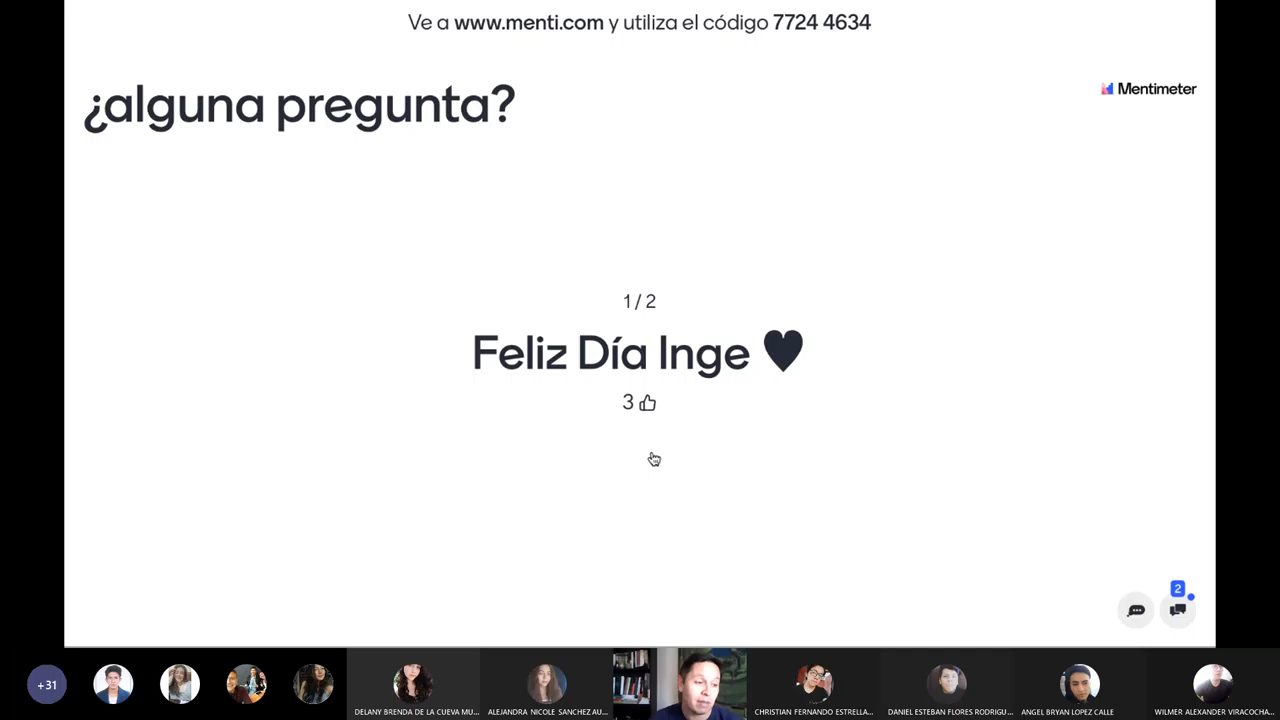 Ve a www.menti.com y utiliza el código 7724 4634
¿alguna pregunta?
Mentimeter
1 / 2
Feliz Día Inge ♥
3
2
+31
DELANY BRENDA DE LA CUEVA MU...
ALEJANDRA NICOLE SANCHEZ AU...
CHRISTIAN FERNANDO ESTRELLA...
DANIEL ESTEBAN FLORES RODRIGU...
ANGEL BRYAN LOPEZ CALLE
WILMER ALEXANDER VIRACOCHA...